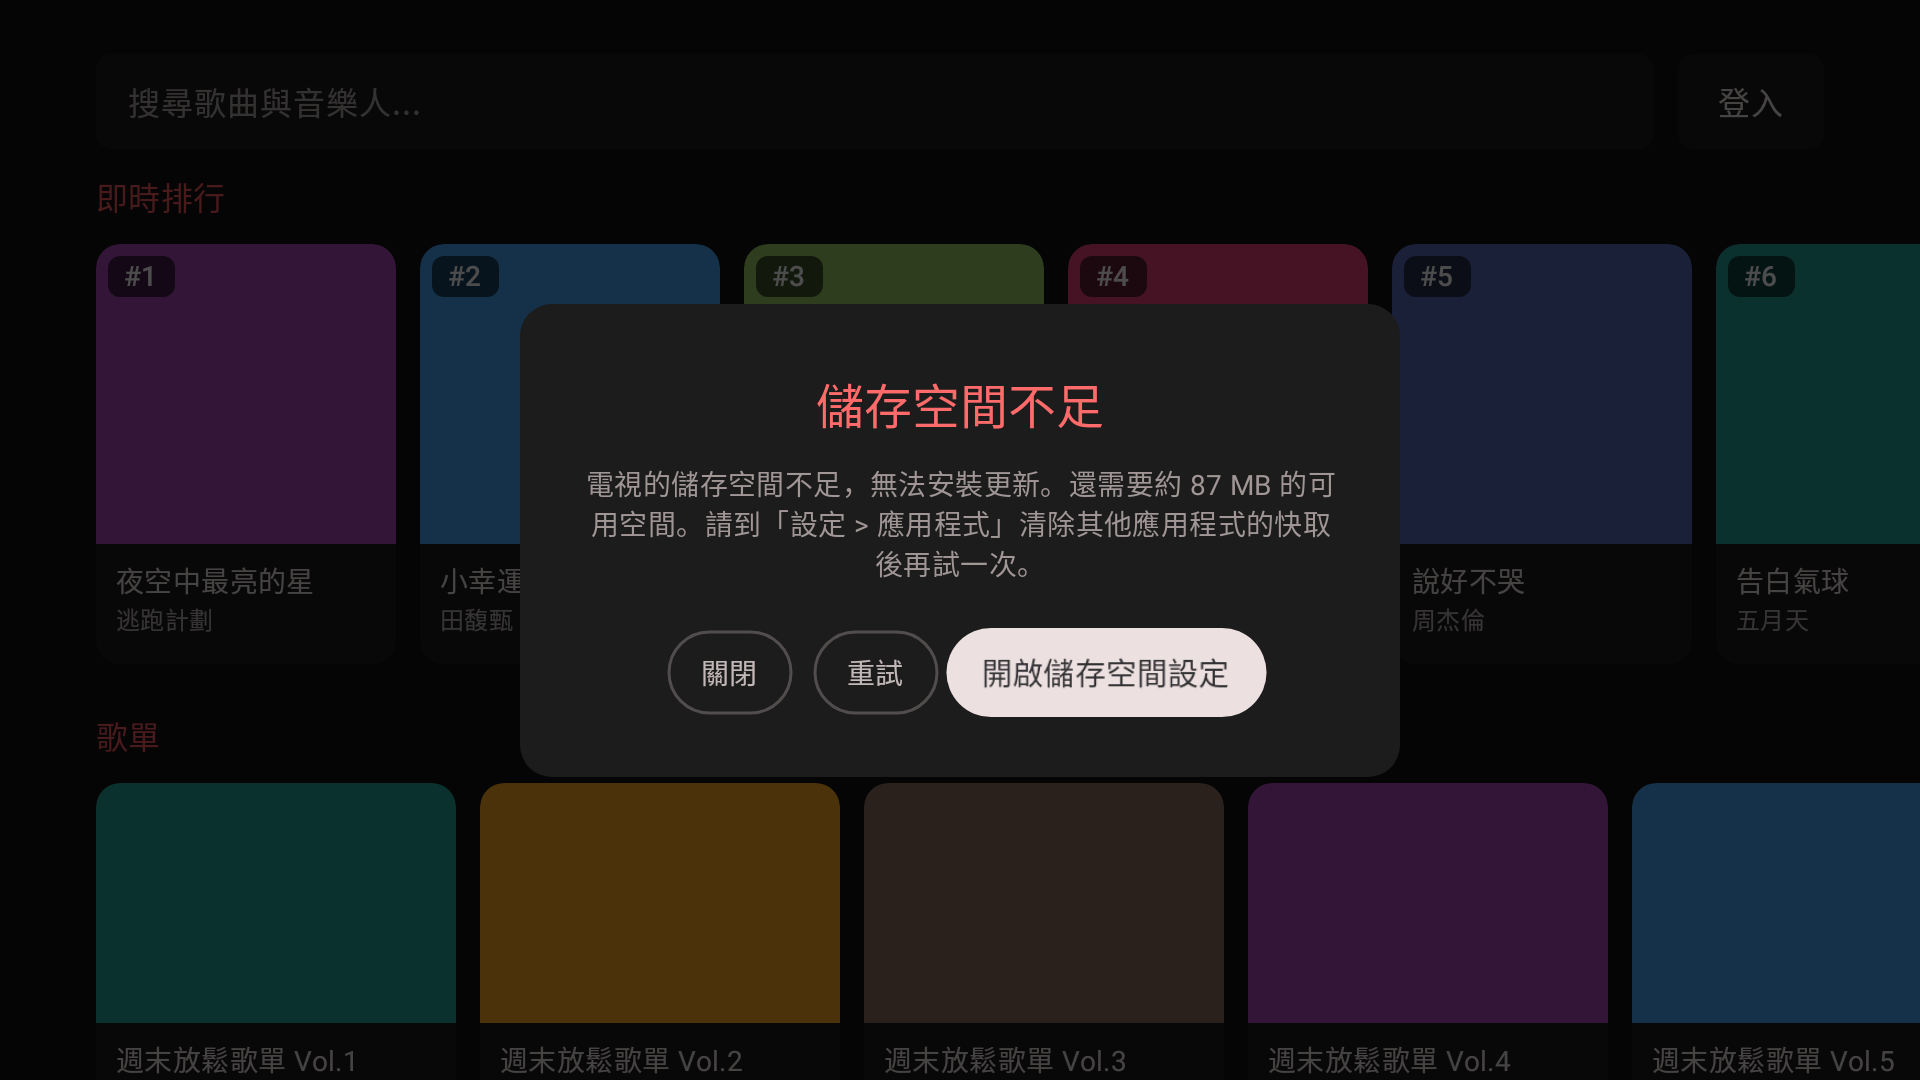 搜尋歌曲與音樂人...
登入
即時排行
#1
#2
#3
#4
#5
#6
儲存空間不足
電視的儲存空間不足，無法安裝更新。還需要約 87 MB 的可
用空間。請到「設定 > 應用程式」清除其他應用程式的快取
後再試一次。
關閉
重試
開啟儲存空間設定
夜空中最亮的星
逃跑計劃
小幸運
田馥甄
說好不哭
周杰倫
告白氣球
五月天
歌單
週末放鬆歌單 Vol.1
週末放鬆歌單 Vol.2
週末放鬆歌單 Vol.3
週末放鬆歌單 Vol.4
週末放鬆歌單 Vol.5